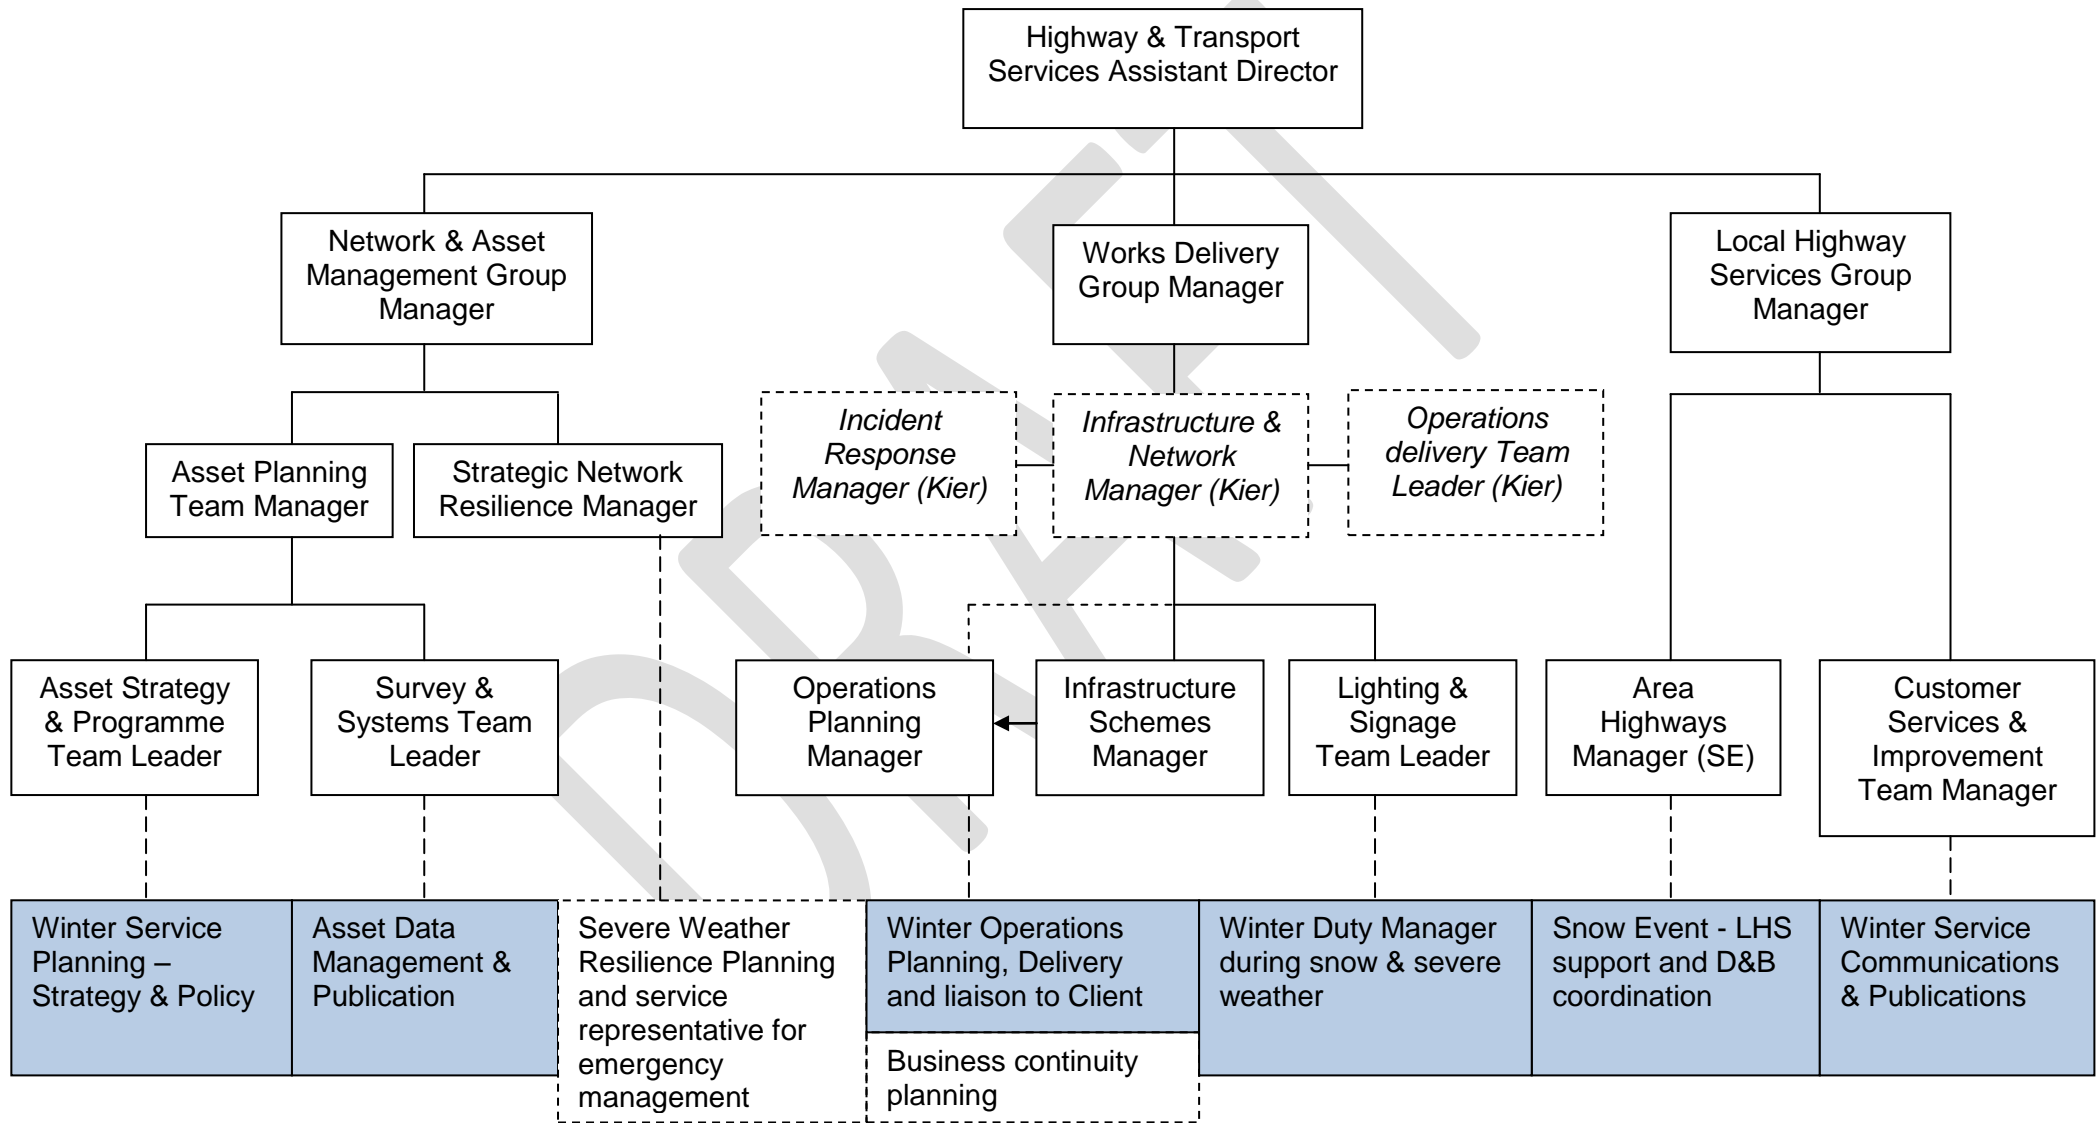 Highway & Transport
Services Assistant Director
Network & Asset
Management Group
Manager
Works Delivery
Group Manager
Local Highway
Services Group
Manager
Incident
Response
Manager (Kier)
Infrastructure &
Network
Manager (Kier)
Operations
delivery Team
Leader (Kier)
Asset Planning
Team Manager
Strategic Network
Resilience Manager
Asset Strategy
& Programme
Team Leader
Survey &
Systems Team
Leader
Operations
Planning
Manager
Infrastructure
Schemes
Manager
Lighting &
Signage
Team Leader
Area
Highways
Manager (SE)
Customer
Services &
Improvement
Team Manager
Winter Service
Planning –
Strategy & Policy
Asset Data
Management &
Publication
Severe Weather
Resilience Planning
and service
representative for
emergency
management
Winter Operations
Planning, Delivery
and liaison to Client
Business continuity
planning
Winter Duty Manager
during snow & severe
weather
Snow Event - LHS
support and D&B
coordination
Winter Service
Communications
& Publications
DRAFT